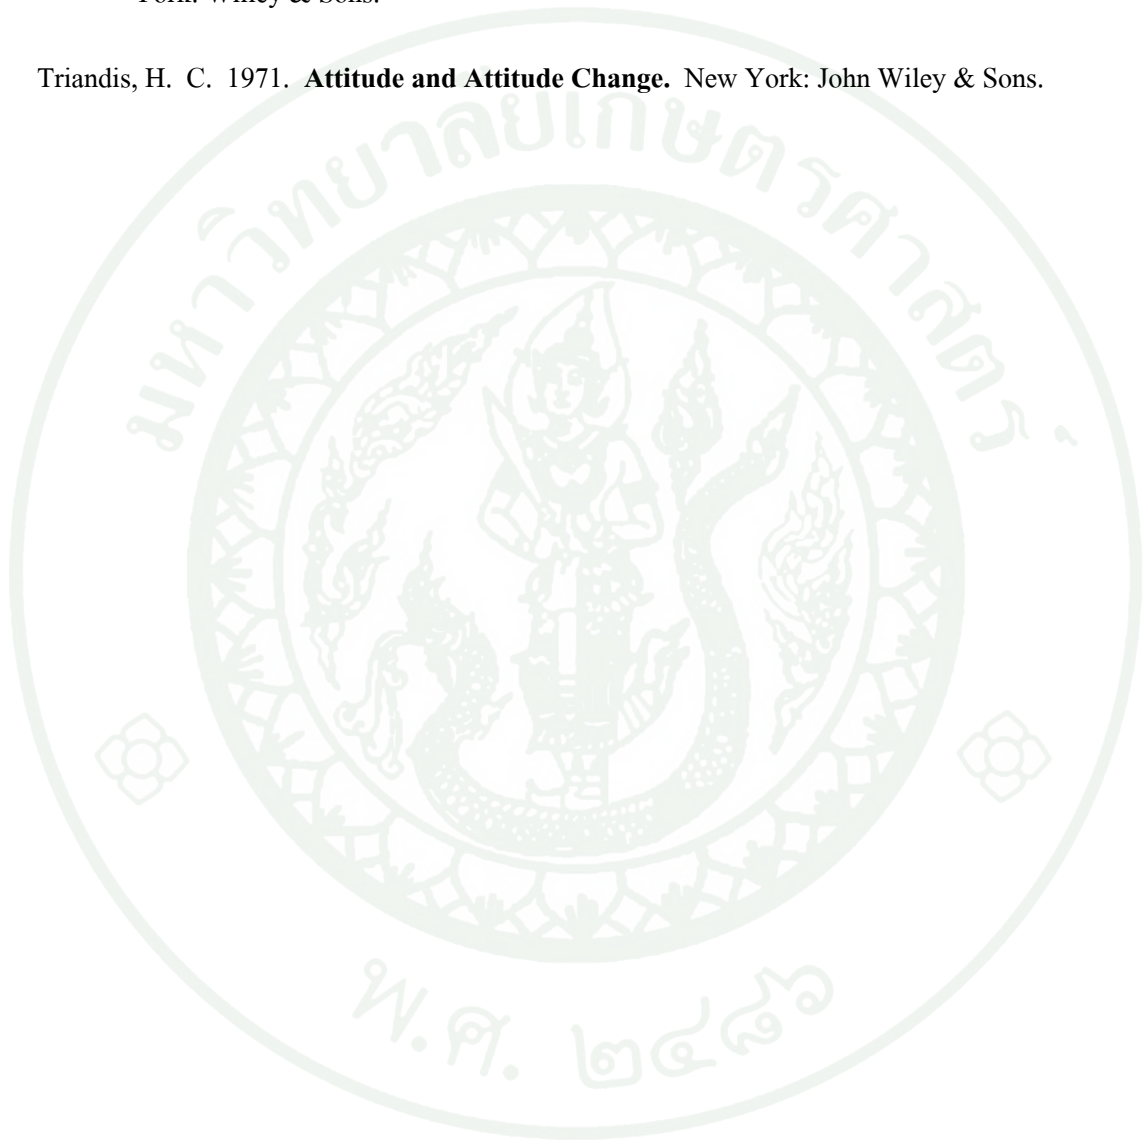 York: Wiley & Sons.
Triandis, H. C. 1971. Attitude and Attitude Change. New York: John Wiley & Sons.
มหาวิทยาลัยเกษตรศาสตร์
พ.ศ. ๒๔๘๖